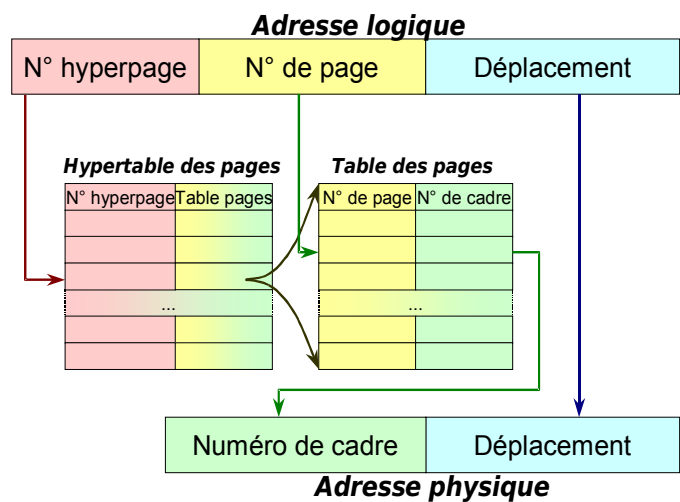 Adresse logique
N° hyperpage N° de page Déplacement
Hypertable des pages Table des pages
N° hyperpage Table pages N° de page N° de cadre
... ...
Numéro de cadre Déplacement
Adresse physique